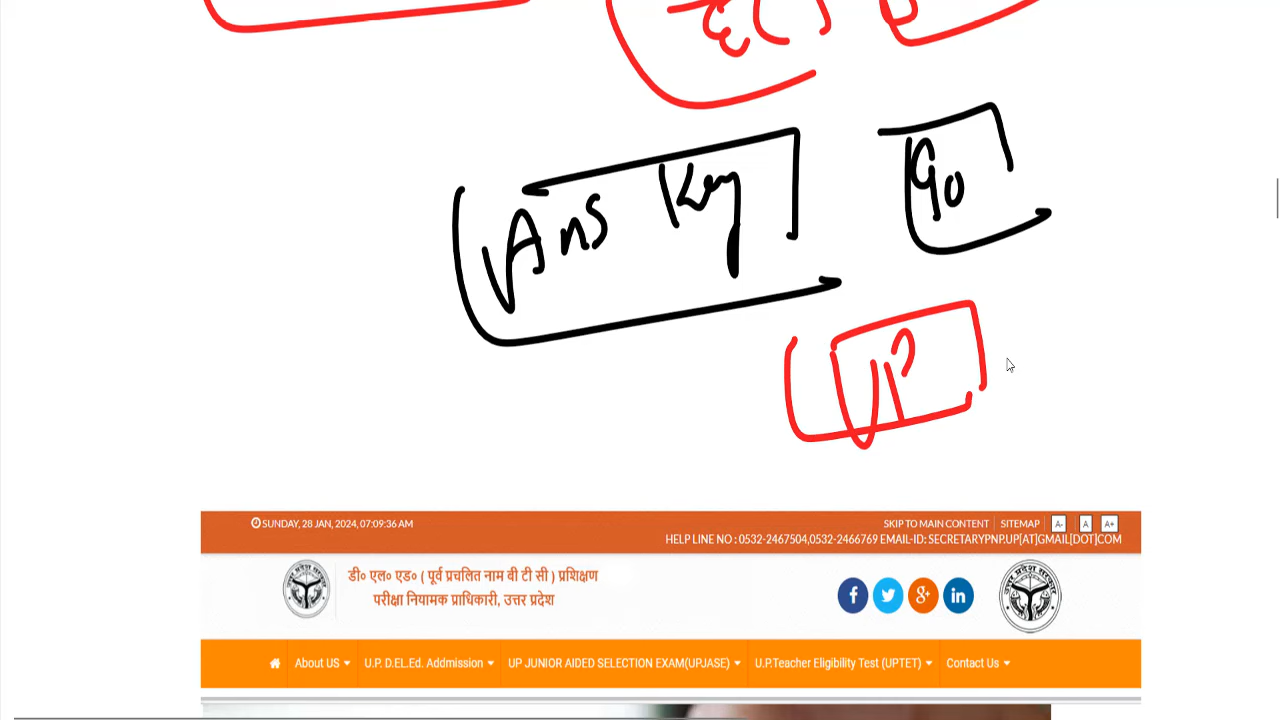 Ans Key
90
UP
SUNDAY, 28 JAN, 2024, 07:09:36 AM
SKIP TO MAIN CONTENT SITEMAP A- A A+
HELP LINE NO : 0532-2467504,0532-2466769 EMAIL-ID: SECRETARYPNP.UP[AT]GMAIL[DOT]COM
डी० एल० एड० ( पूर्व प्रचलित नाम बी टी सी ) प्रशिक्षण
परीक्षा नियामक प्राधिकारी, उत्तर प्रदेश
About US U.P. D.EL.Ed. Addmission UP JUNIOR AIDED SELECTION EXAM(UPJASE) U.P.Teacher Eligibility Test (UPTET) Contact Us